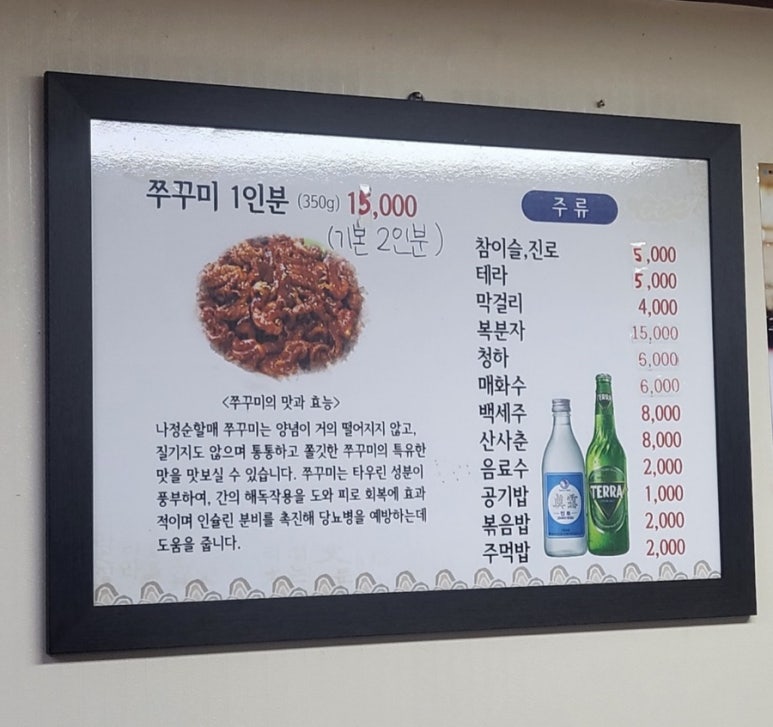 쭈꾸미 1인분 (350g) 15,000
(기본 2인분)
<쭈꾸미의 맛과 효능>
나정순할매 쭈꾸미는 양념이 거의 떨어지지 않고,
질기지도 않으며 통통하고 쫄깃한 쭈꾸미의 특유한
맛을 맛보실 수 있습니다. 쭈꾸미는 타우린 성분이
풍부하여, 간의 해독작용을 도와 피로 회복에 효과
적이며 인슐린 분비를 촉진해 당뇨병을 예방하는데
도움을 줍니다.
주류
참이슬,진로 5,000
테라 5,000
막걸리 4,000
복분자 15,000
청하 6,000
매화수 6,000
백세주 8,000
산사춘 8,000
음료수 2,000
공기밥 1,000
볶음밥 2,000
주먹밥 2,000
眞露
TERRA
TERRA